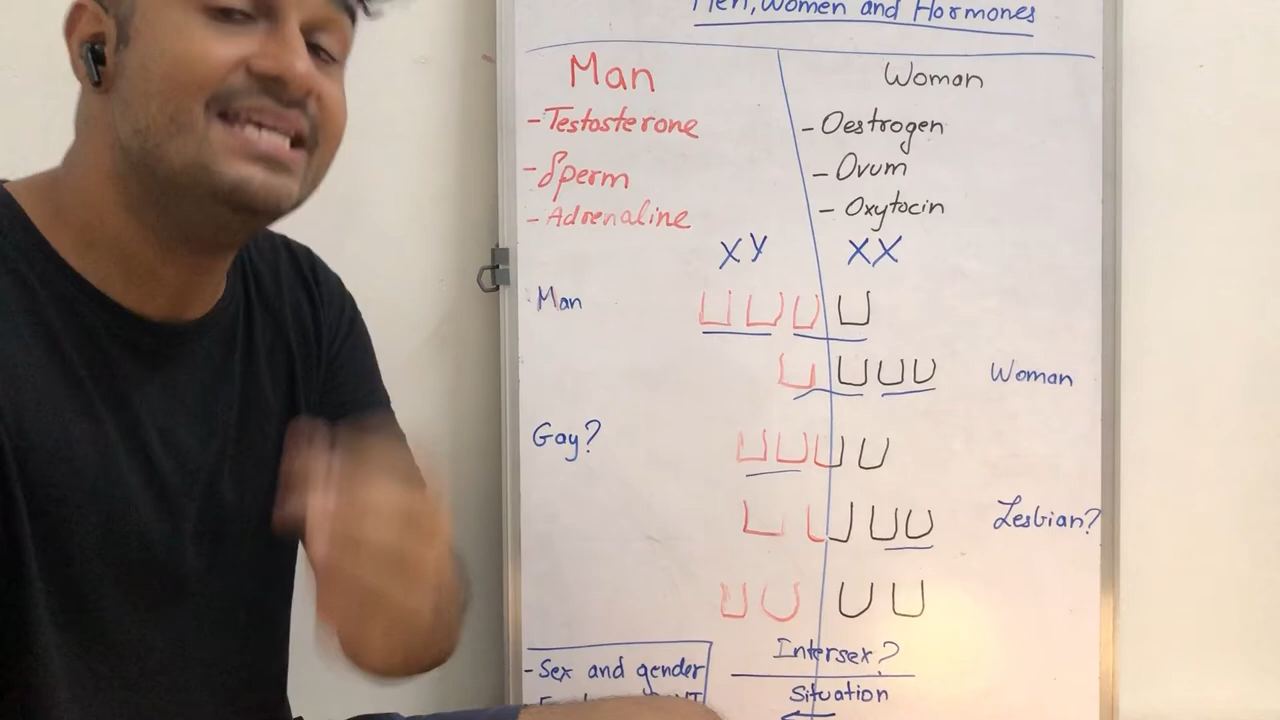 Men, Women and Hormones
Man Woman
- Testosterone - Oestrogen
- Sperm - Ovum
- Adrenaline - Oxytocin
XY XX
Man
Woman
Gay?
Lesbian?
Intersex?
- Sex and gender
Situation